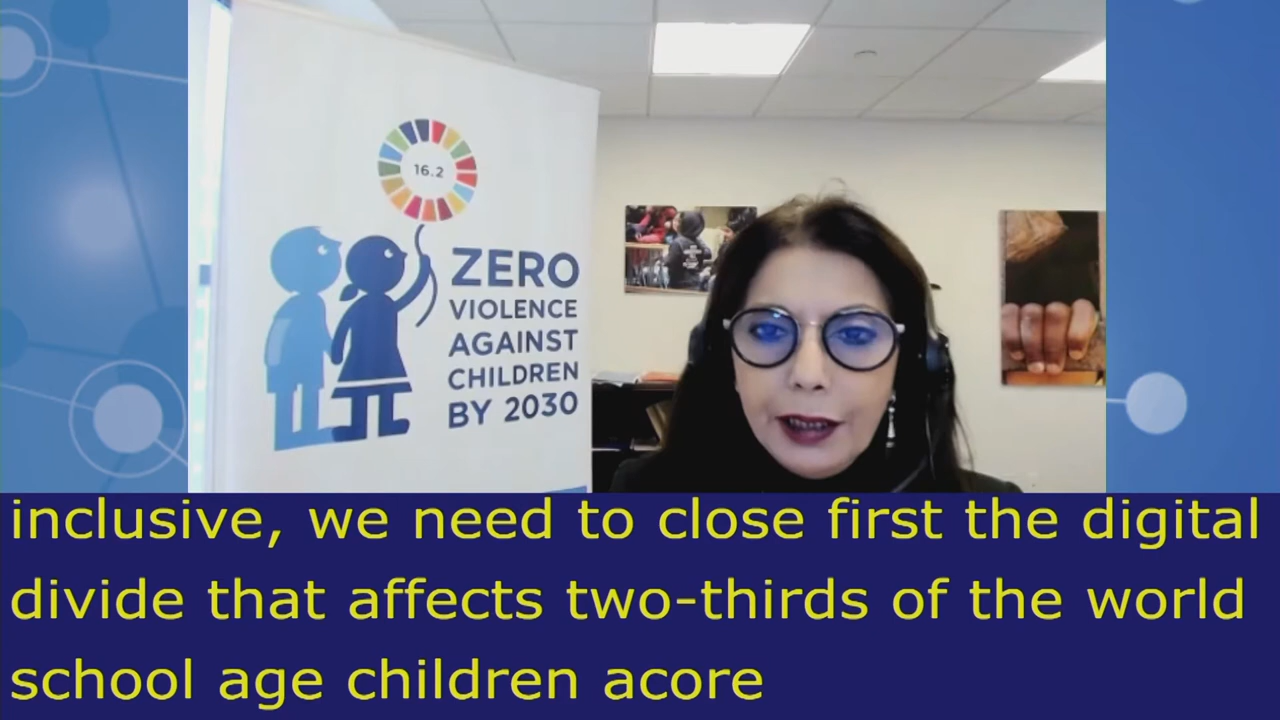 16.2
ZERO
VIOLENCE
AGAINST
CHILDREN
BY 2030
inclusive, we need to close first the digital
divide that affects two-thirds of the world
school age children acore